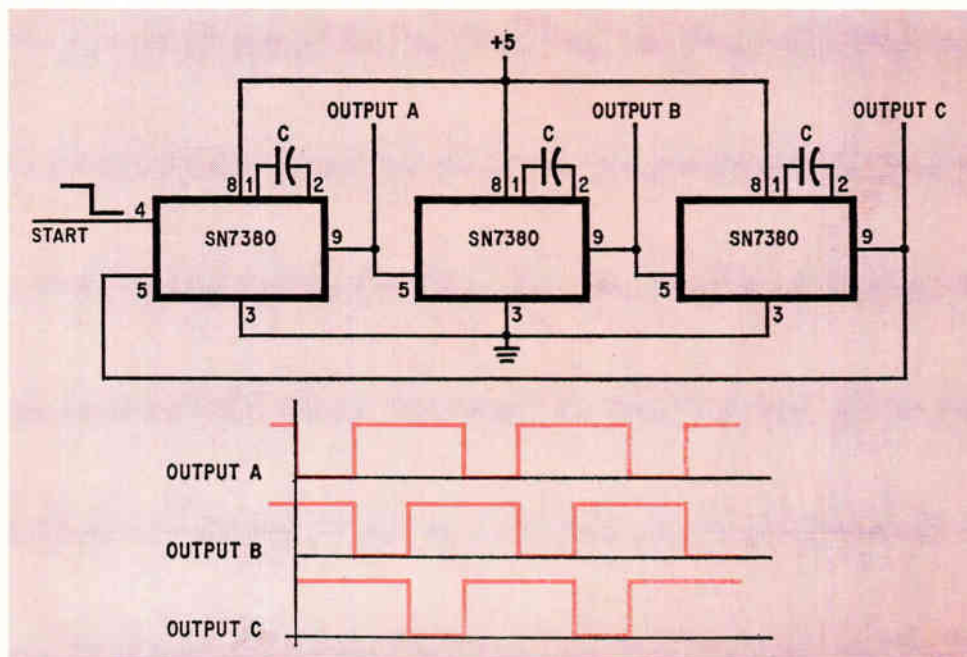 +5
OUTPUT A
OUTPUT B
OUTPUT C
C
C
C
8 1 2
8 1 2
8 1 2
4
START
SN7380
9
SN7380
9
SN7380
9
5
5
5
3
3
3
OUTPUT A
OUTPUT B
OUTPUT C